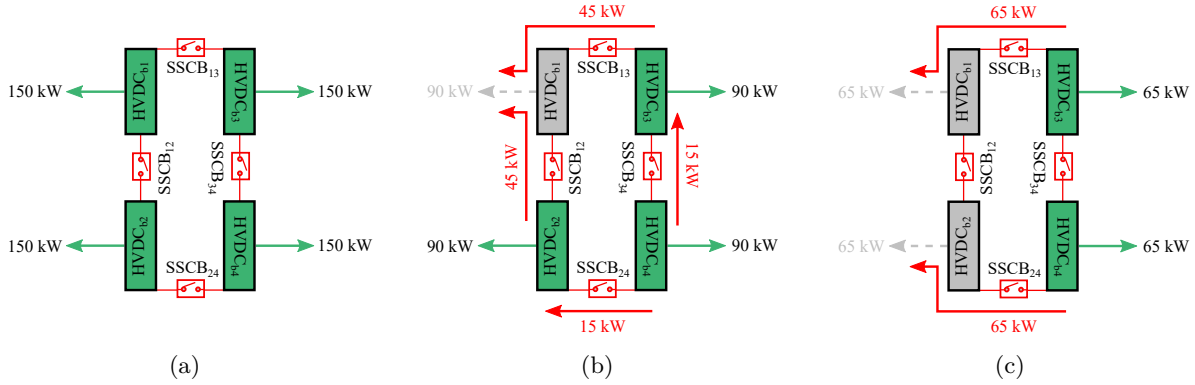 SSCB13
HVDCb1
HVDCb3
150 kW
150 kW
SSCB12
SSCB34
HVDCb2
HVDCb4
150 kW
150 kW
SSCB24
(a)
45 kW
SSCB13
HVDCb1
HVDCb3
90 kW
90 kW
45 kW
SSCB12
SSCB34
15 kW
HVDCb2
HVDCb4
90 kW
90 kW
SSCB24
15 kW
(b)
65 kW
SSCB13
HVDCb1
HVDCb3
65 kW
65 kW
SSCB12
SSCB34
HVDCb2
HVDCb4
65 kW
65 kW
SSCB24
65 kW
(c)